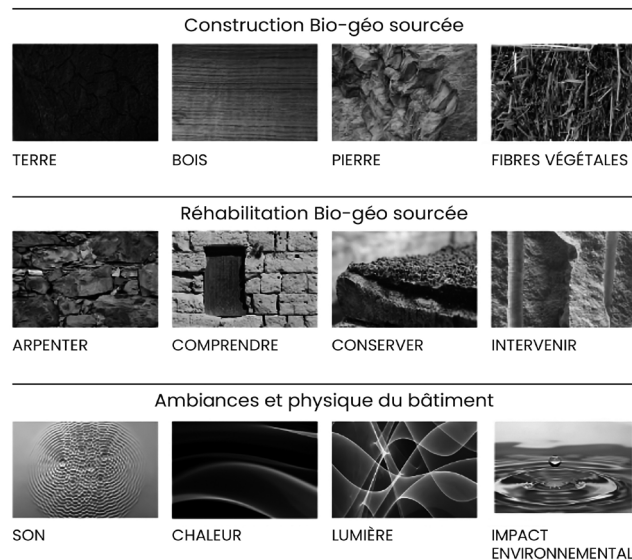 Construction Bio-géo sourcée
TERRE
BOIS
PIERRE
FIBRES VÉGÉTALES
Réhabilitation Bio-géo sourcée
ARPENTER
COMPRENDRE
CONSERVER
INTERVENIR
Ambiances et physique du bâtiment
SON
CHALEUR
LUMIÈRE
IMPACT
ENVIRONNEMENTAL